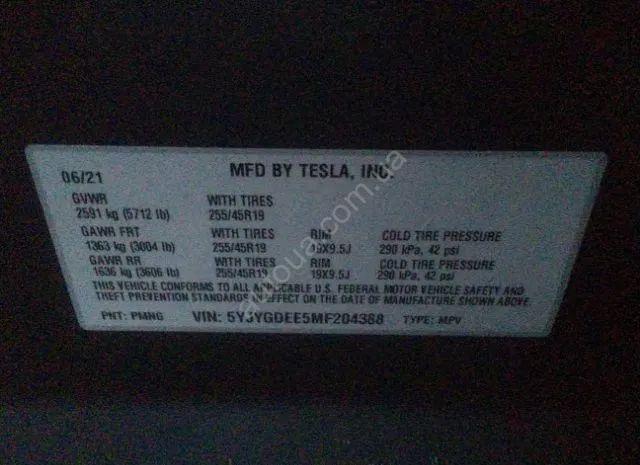 06/21 MFD BY TESLA, INC.
GVWR WITH TIRES
2591 kg (5712 lb) 255/45R19
GAWR FRT WITH TIRES RIM COLD TIRE PRESSURE
1363 kg (3004 lb) 255/45R19 19X9.5J 290 kPa, 42 psi
GAWR RR WITH TIRES RIM COLD TIRE PRESSURE
1636 kg (3606 lb) 255/45R19 19X9.5J 290 kPa, 42 psi
THIS VEHICLE CONFORMS TO ALL APPLICABLE U.S. FEDERAL MOTOR VEHICLE SAFETY AND
THEFT PREVENTION STANDARDS IN EFFECT ON THE DATE OF MANUFACTURE SHOWN ABOVE.
PNT: PMNG VIN: 5YJYGDEE5MF204388 TYPE: MPV